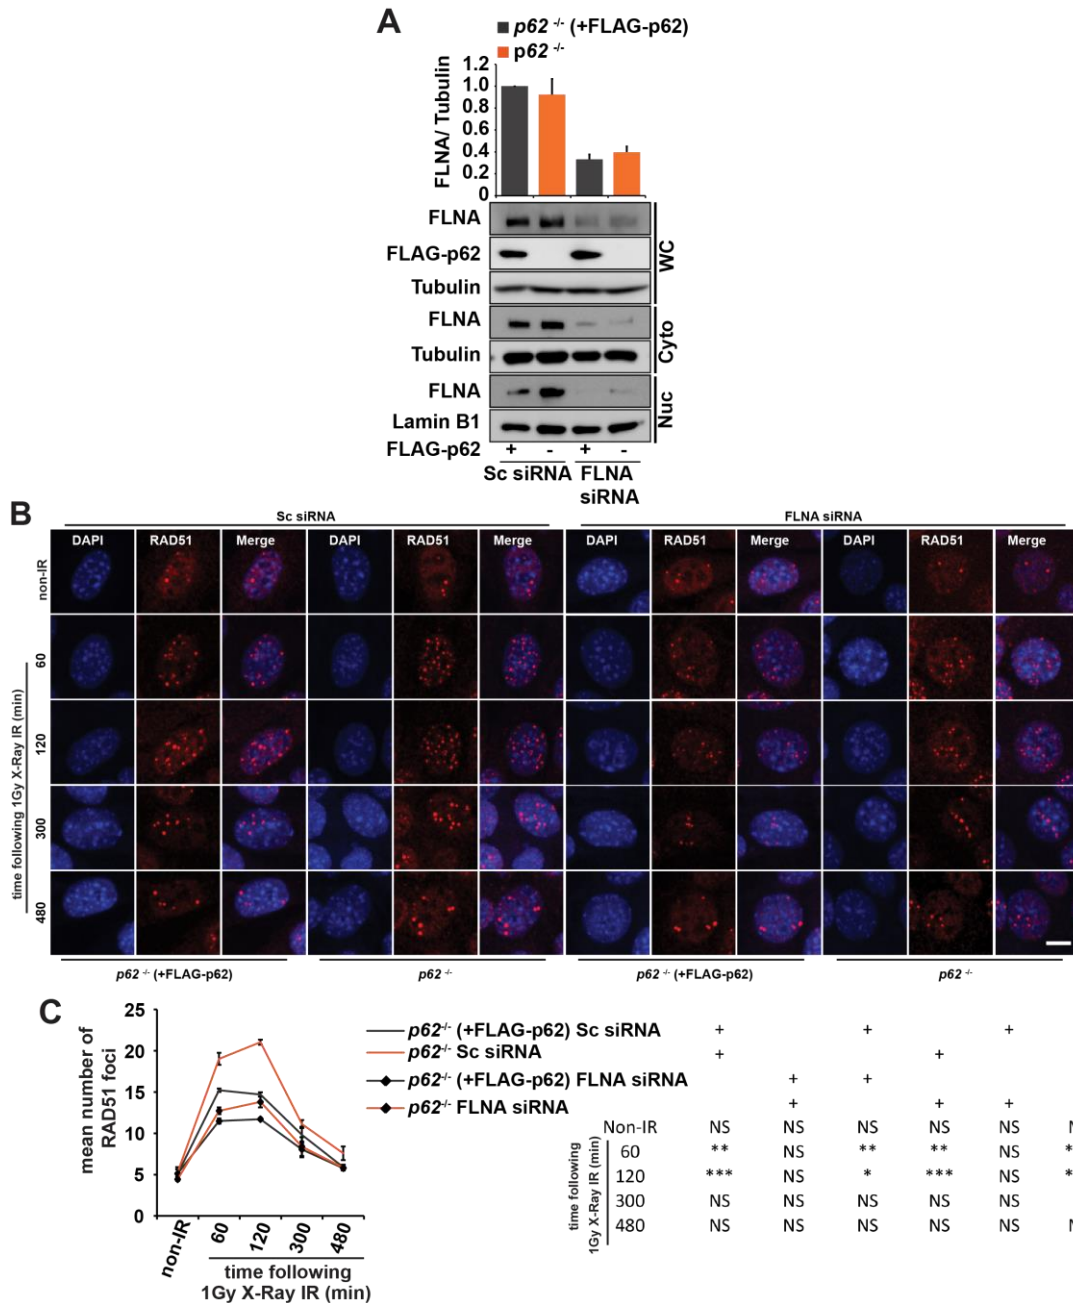 A
p62 -/- (+FLAG-p62)
p62 -/-
FLNA/ Tubulin
1.2
1.0
0.8
0.6
0.4
0.2
0
FLNA
FLAG-p62
Tubulin
WC
FLNA
Tubulin
Cyto
FLNA
Lamin B1
Nuc
FLAG-p62 + - + -
Sc siRNA FLNA
siRNA
B
Sc siRNA FLNA siRNA
DAPI RAD51 Merge DAPI RAD51 Merge DAPI RAD51 Merge DAPI RAD51 Merge
non-IR
60
120
300
480
time following 1Gy X-Ray IR (min)
p62 -/- (+FLAG-p62) p62 -/- p62 -/- (+FLAG-p62) p62 -/-
C
mean number of
RAD51 foci
25
20
15
10
5
0
non-IR 60 120 300 480
time following
1Gy X-Ray IR (min)
p62-/- (+FLAG-p62) Sc siRNA + + +
p62-/- Sc siRNA + +
p62-/- (+FLAG-p62) FLNA siRNA + +
p62-/- FLNA siRNA + + +
Non-IR NS NS NS NS NS
60 ** NS ** ** NS *
120 *** NS * *** NS *
300 NS NS NS NS NS
480 NS NS NS NS NS
time following
1Gy X-Ray IR (min)